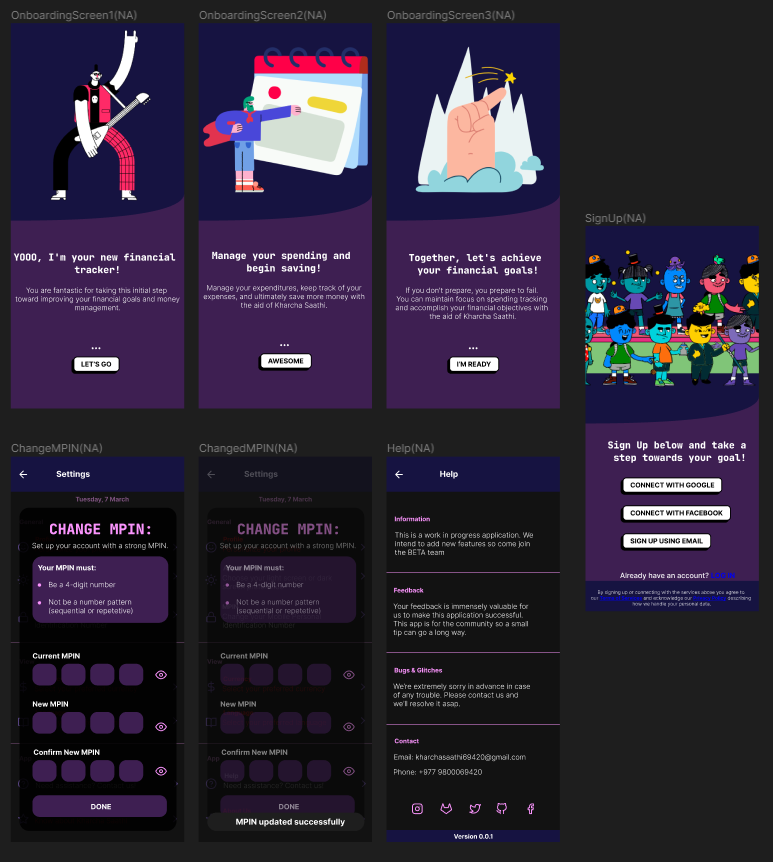 OnboardingScreen1(NA)
OnboardingScreen2(NA)
OnboardingScreen3(NA)
YOOO, I'm your new financial
tracker!
You are fantastic for taking this initial step
toward improving your financial goals and money
management.
LET'S GO
Manage your spending and
begin saving!
Manage your expenditures, keep track of your
expenses, and ultimately save more money with
the aid of Kharcha Saathi.
AWESOME
Together, let's achieve
your financial goals!
If you don't prepare, you prepare to fail.
You can maintain focus on spending tracking
and accomplish your financial objectives with
the aid of Kharcha Saathi.
I'M READY
SignUp(NA)
Sign Up below and take a
step towards your goal!
CONNECT WITH GOOGLE
CONNECT WITH FACEBOOK
SIGN UP USING EMAIL
Already have an account? LOG IN
By signing up or connecting with the services above you agree to
our and acknowledge our describing
how we handle your personal data.
ChangeMPIN(NA)
Settings
Tuesday, 7 March
CHANGE MPIN:
Set up your account with a strong MPIN.
Your MPIN must:
Be a 4-digit number
Not be a number pattern
(sequential or repetetive)
Current MPIN
New MPIN
Confirm New MPIN
DONE
ChangedMPIN(NA)
Settings
Tuesday, 7 March
General
CHANGE MPIN:
Set up your account with a strong MPIN.
Your MPIN must:
Be a 4-digit number
Not be a number pattern
(sequential or repetetive)
Identification Number
Current MPIN
New MPIN
Confirm New MPIN
App
Help
Need assistance? Contact us
DONE
MPIN updated successfully
Help(NA)
Help
Information
This is a work in progress application. We
intend to add new features so come join
the BETA team
Feedback
Your feedback is immensely valuable for
us to make this application successful.
This app is for the community so a small
tip can go a long way.
Bugs & Glitches
We're extremely sorry in advance in case
of any trouble. Please contact us and
we'll resolve it asap.
Contact
Email: kharchasaathi69420@gmail.com
Phone: +977 9800069420
Version 0.0.1